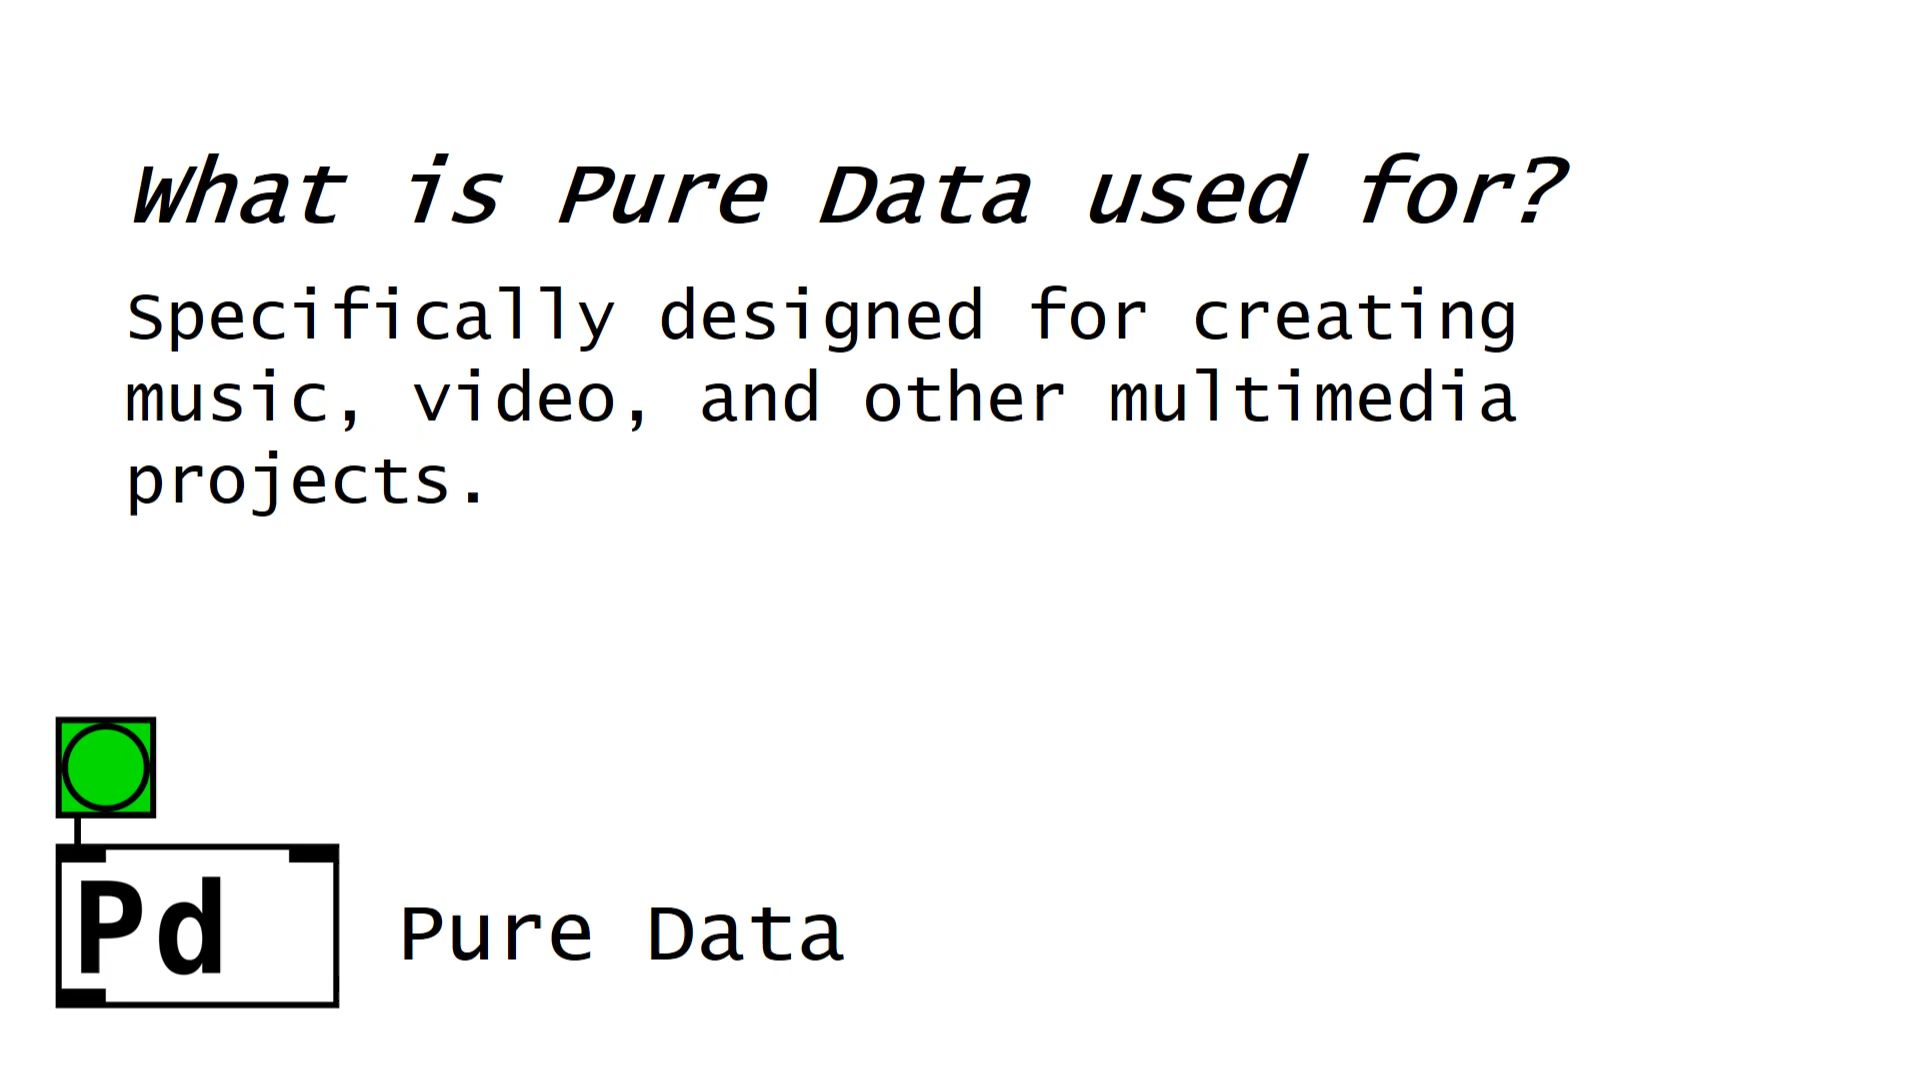 What is Pure Data used for?
Specifically designed for creating
music, video, and other multimedia
projects.
Pd
Pure Data